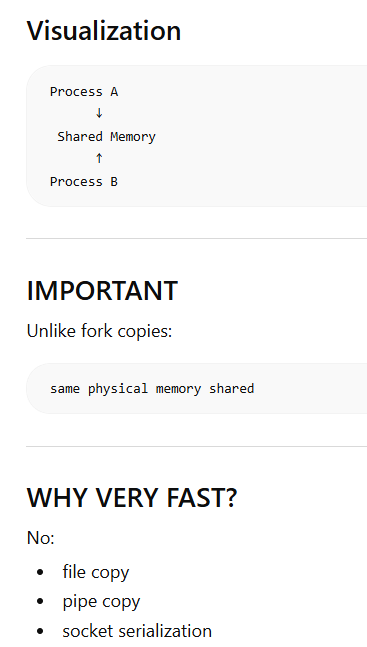 Visualization
Process A
↓
Shared Memory
↑
Process B
IMPORTANT
Unlike fork copies:
same physical memory shared
WHY VERY FAST?
No:
• file copy
• pipe copy
• socket serialization